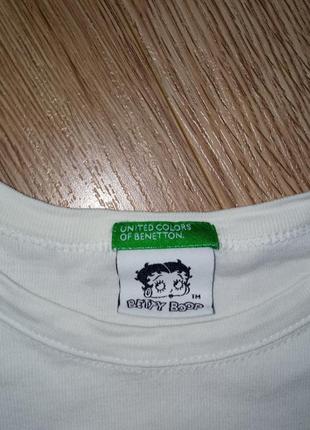 UNITED COLORS
OF BENETTON.
BETTY BOOP
TM